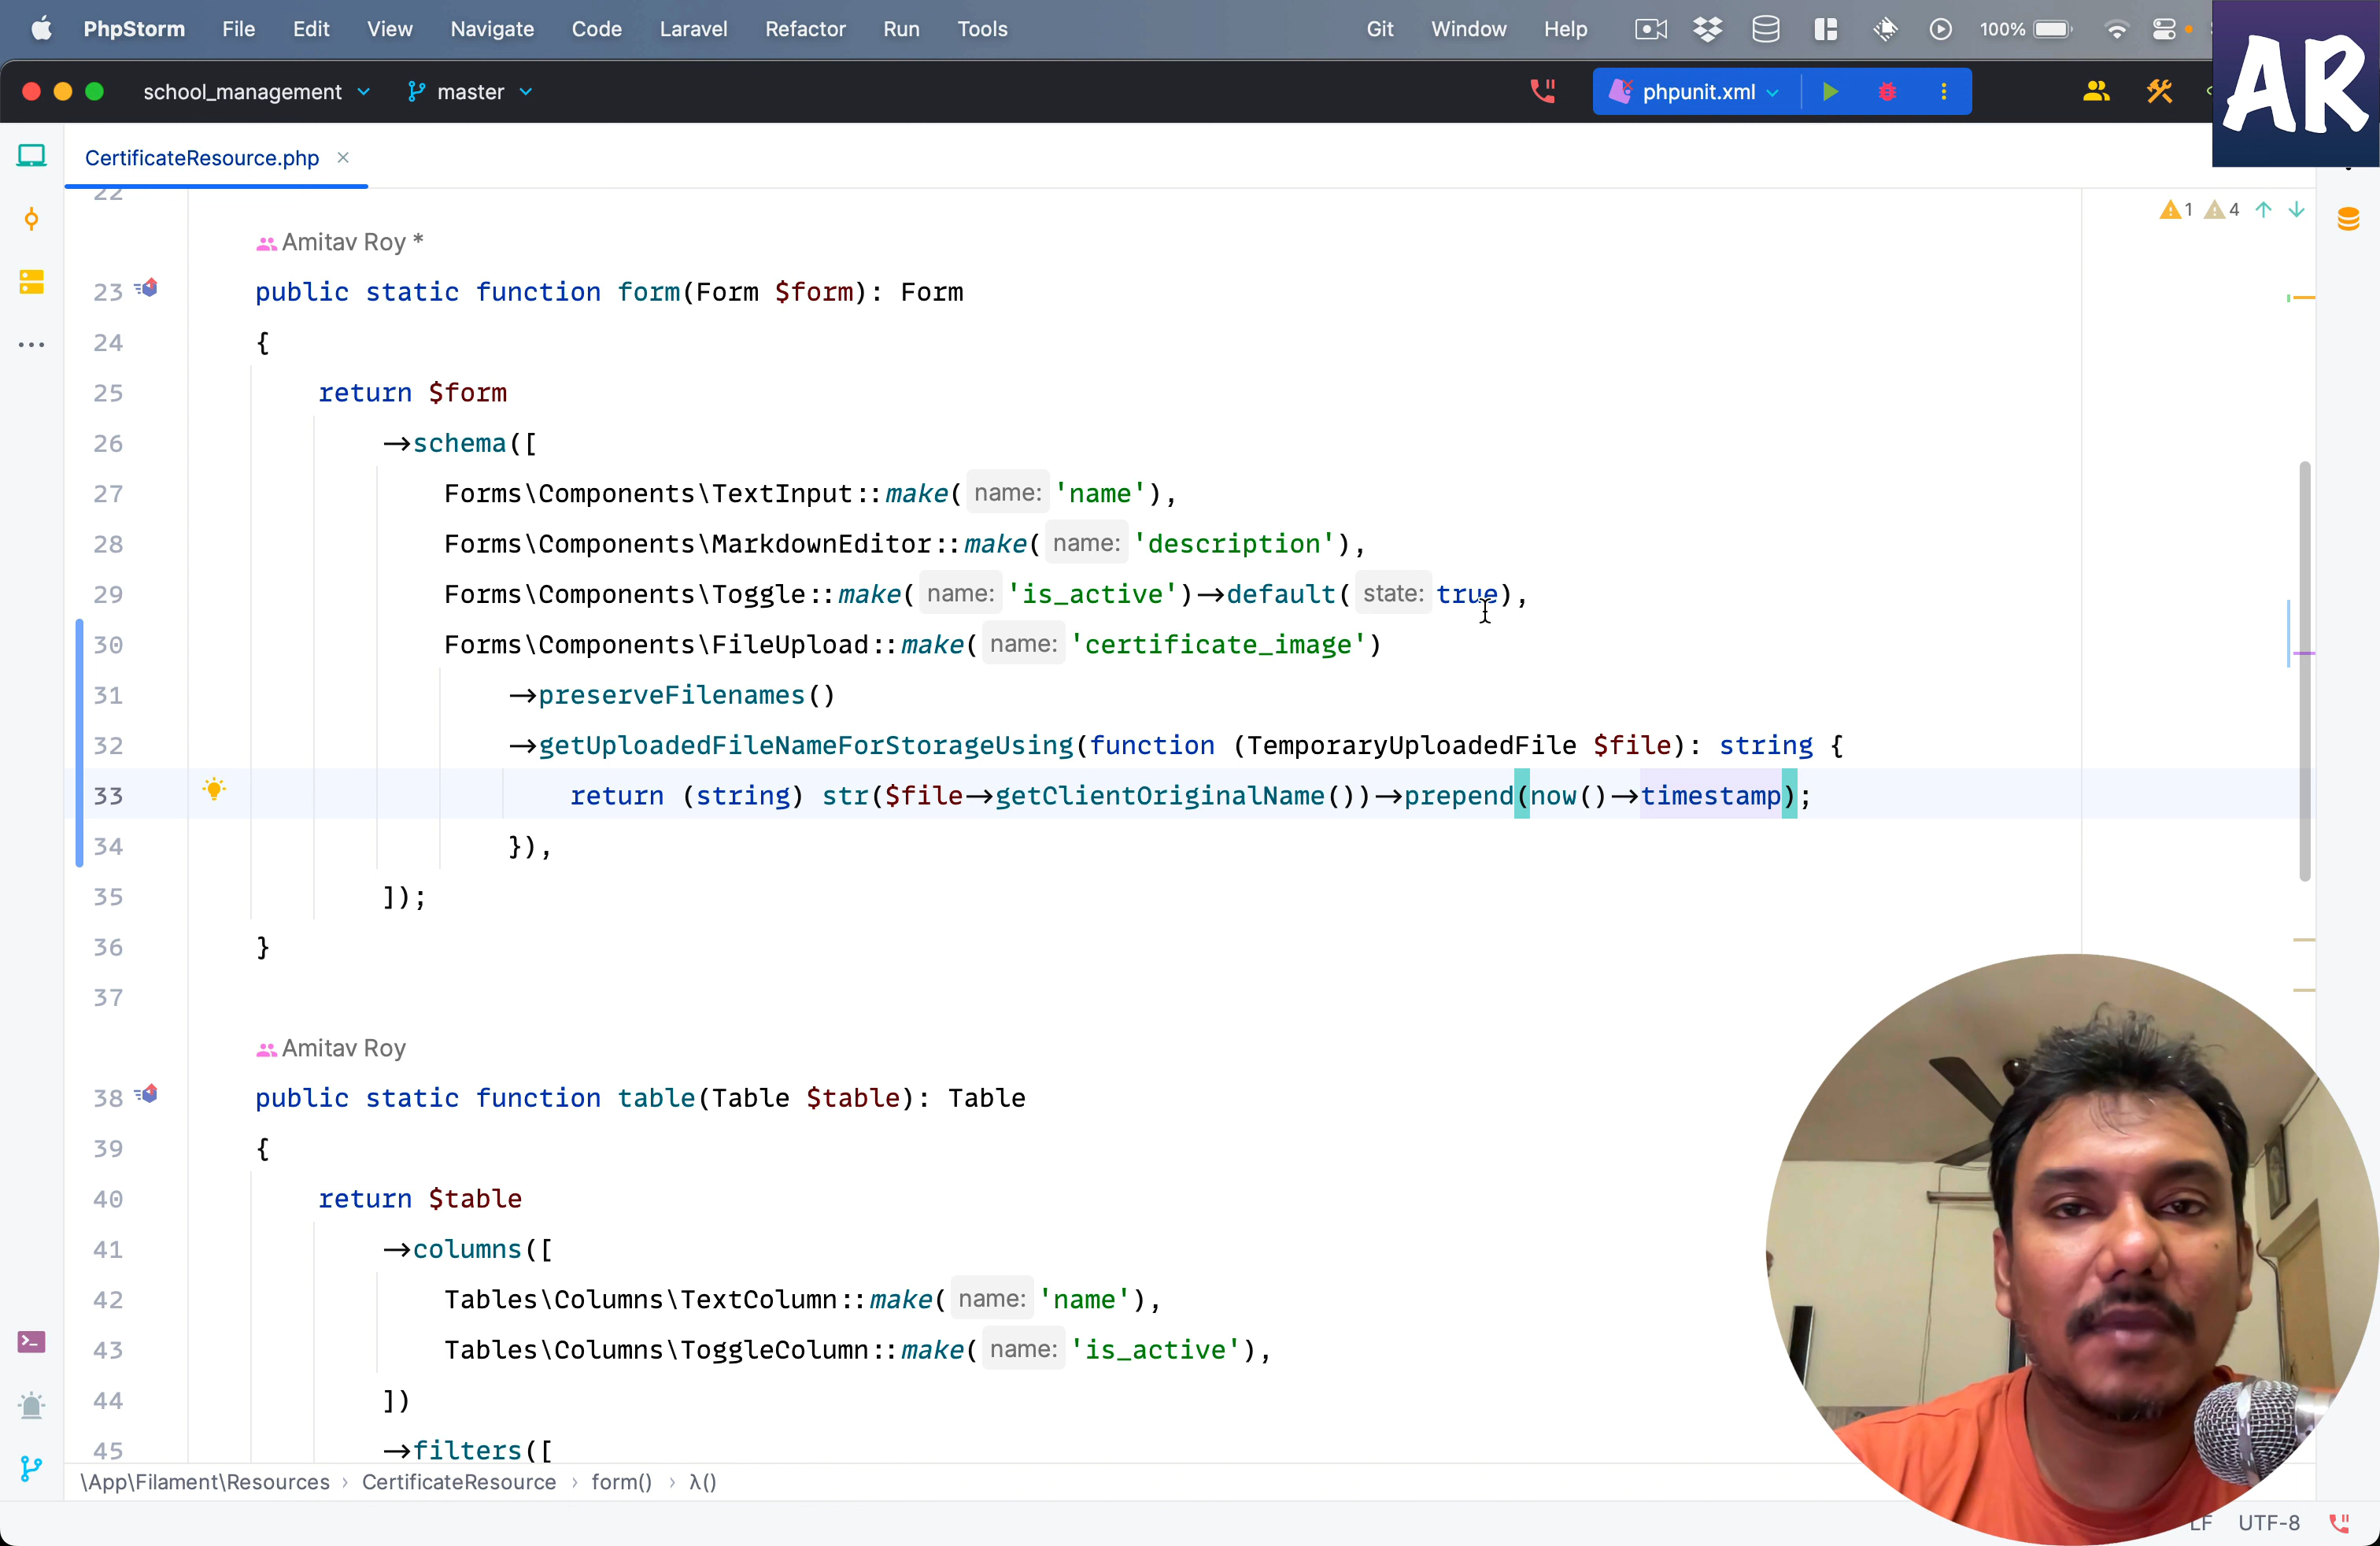 PhpStorm File Edit View Navigate Code Laravel Refactor Run Tools Git Window Help 100%
school_management master phpunit.xml
AR
CertificateResource.php
1 4
22
Amitav Roy *
23 public static function form(Form $form): Form
24 {
25 return $form
26 →schema([
27 Forms\Components\TextInput::make( name: 'name'),
28 Forms\Components\MarkdownEditor::make( name: 'description'),
29 Forms\Components\Toggle::make( name: 'is_active')→default( state: true),
30 Forms\Components\FileUpload::make( name: 'certificate_image')
31 →preserveFilenames()
32 →getUploadedFileNameForStorageUsing(function (TemporaryUploadedFile $file): string {
33 return (string) str($file→getClientOriginalName())→prepend(now()→timestamp);
34 }),
35 ]);
36 }
37
Amitav Roy
38 public static function table(Table $table): Table
39 {
40 return $table
41 →columns([
42 Tables\Columns\TextColumn::make( name: 'name'),
43 Tables\Columns\ToggleColumn::make( name: 'is_active'),
44 ])
45 →filters([
\App\Filament\Resources › CertificateResource › form() › λ()
LF UTF-8